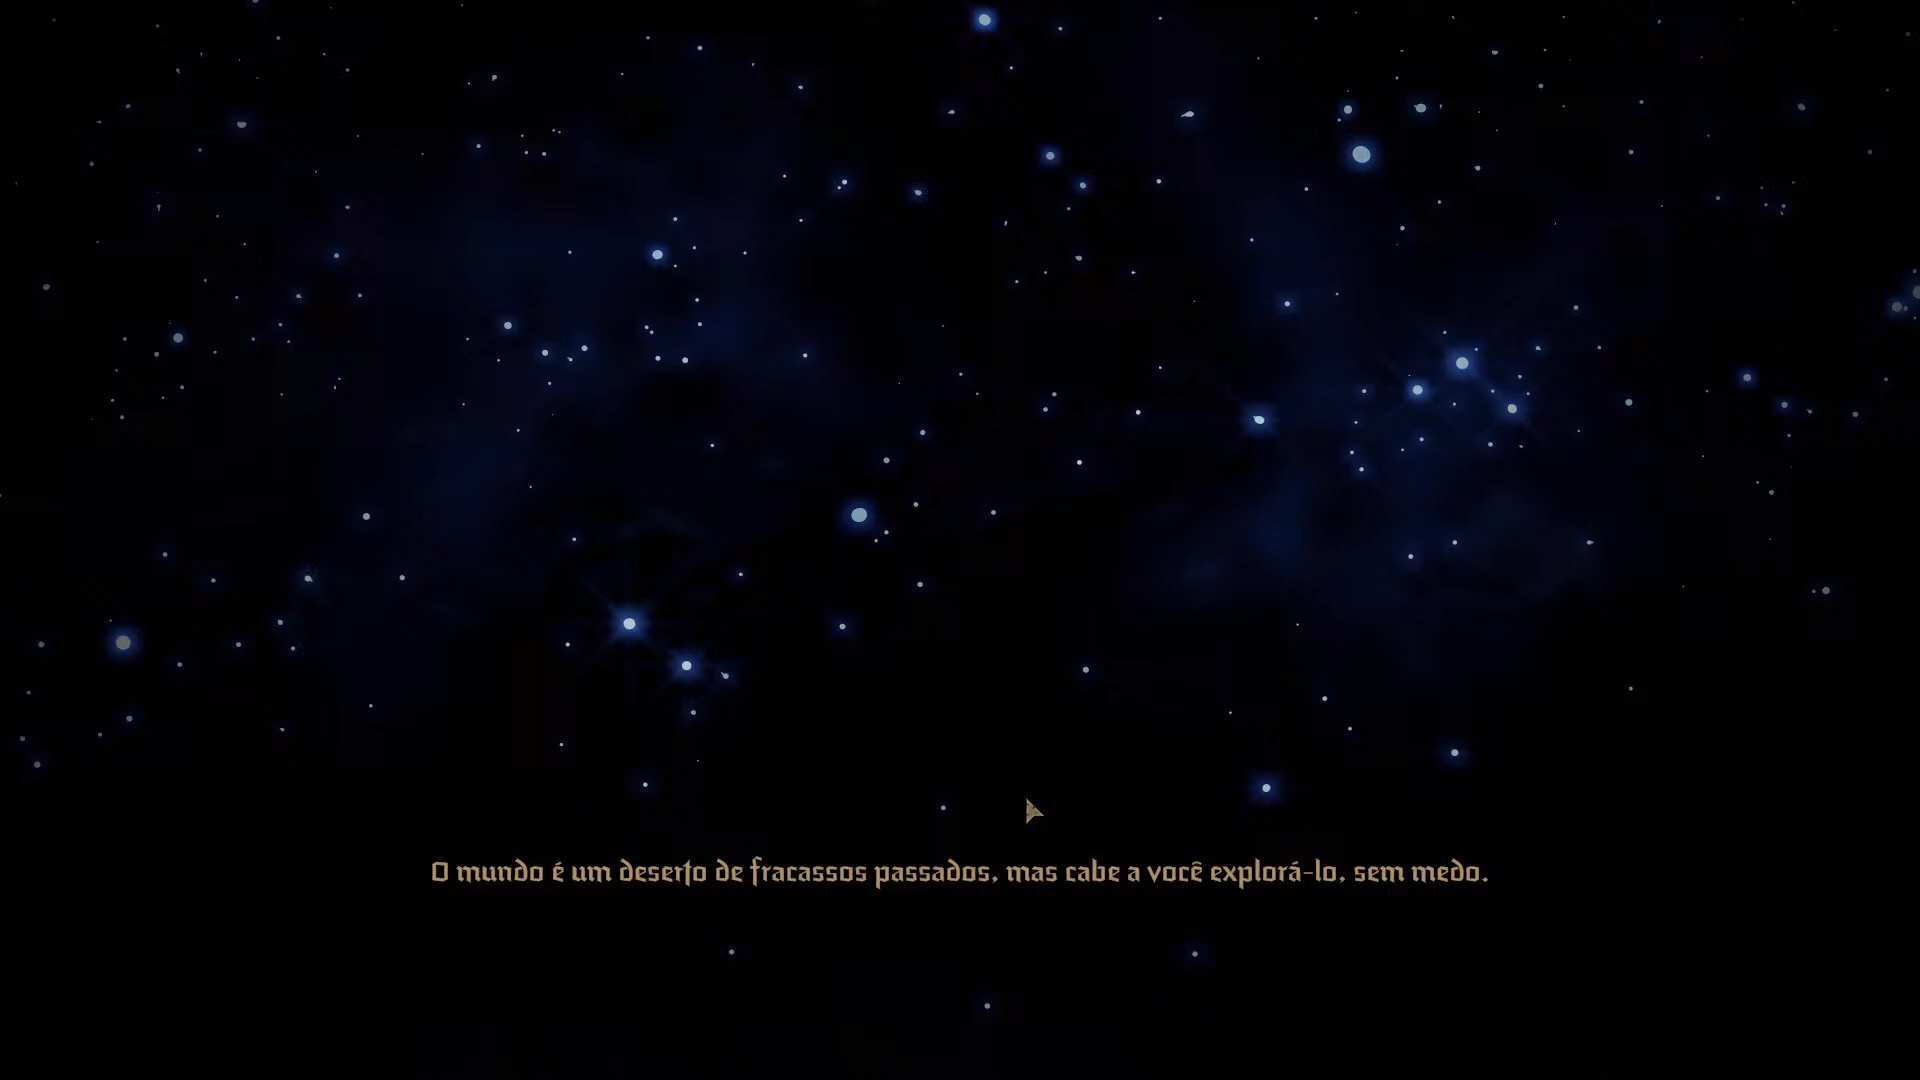 O mundo é um deserto de fracassos passados, mas cabe a você explorá-lo, sem medo.